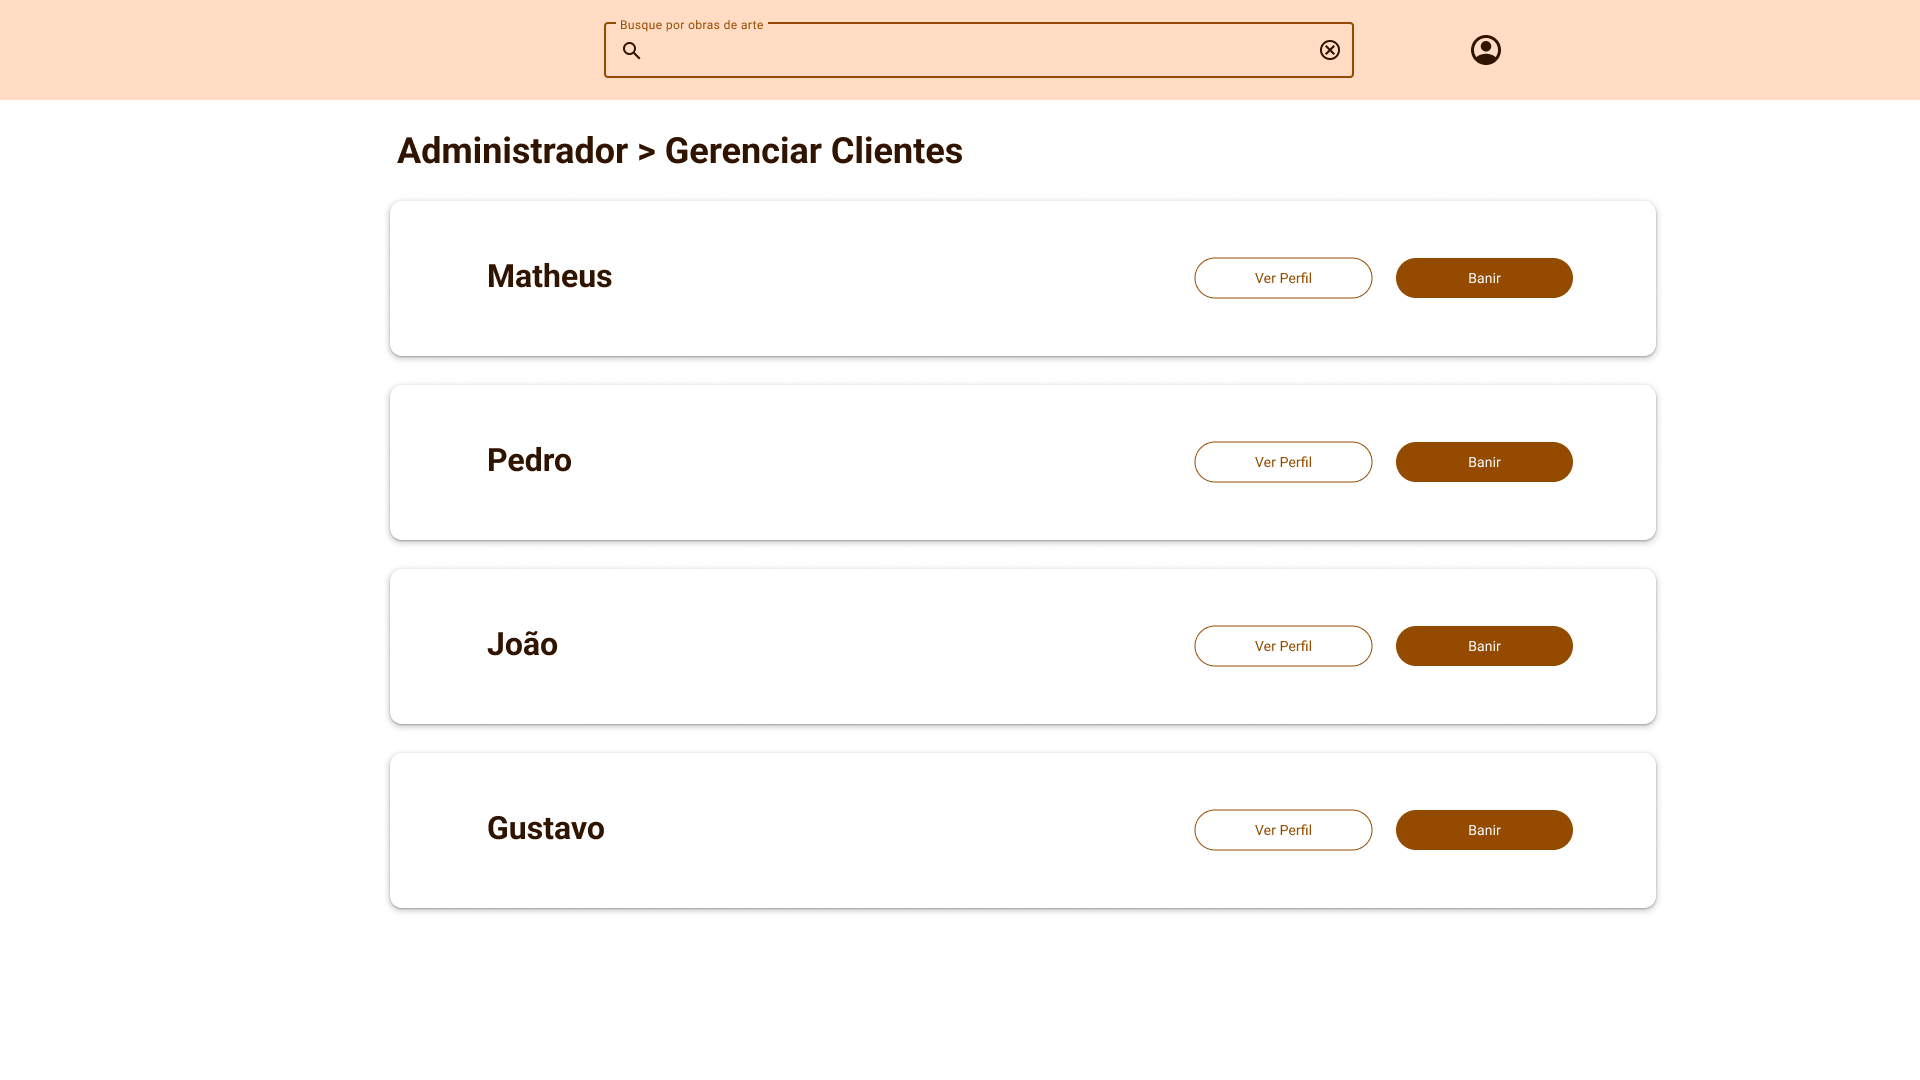 Busque por obras de arte
Administrador > Gerenciar Clientes
Matheus
Ver Perfil
Banir
Pedro
Ver Perfil
Banir
João
Ver Perfil
Banir
Gustavo
Ver Perfil
Banir